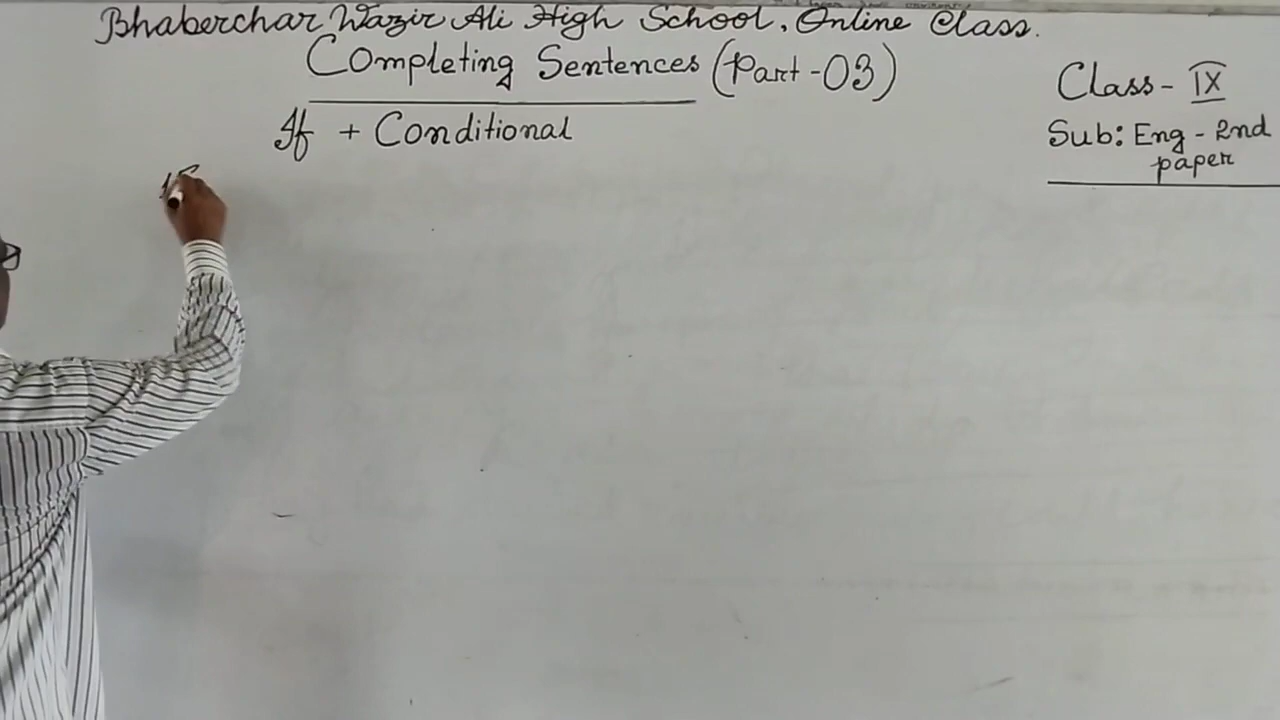 Bhaberchar Wazir Ali High School, Online Class.
Completing Sentences (Part-03)
If + Conditional
Class - IX
Sub: Eng - 2nd
paper